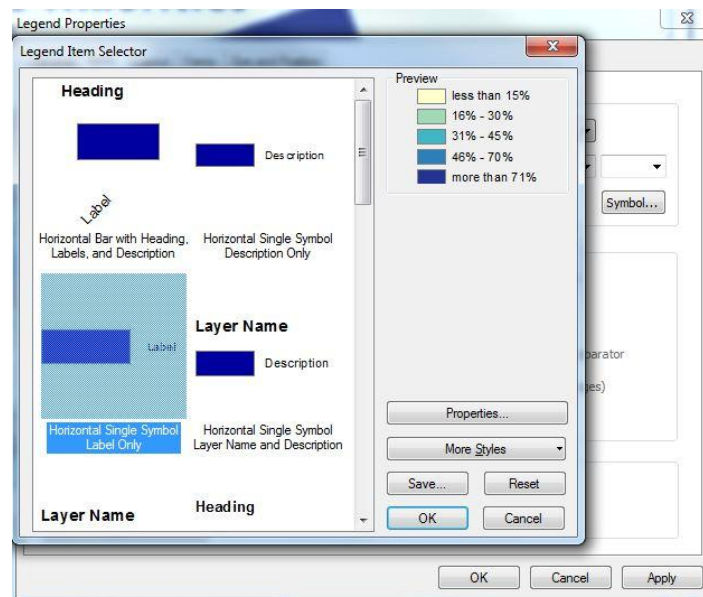 Legend Properties
Legend Item Selector
Heading
Description
Label
Horizontal Bar with Heading,
Labels, and Description
Horizontal Single Symbol
Description Only
Label
Horizontal Single Symbol
Label Only
Layer Name
Description
Horizontal Single Symbol
Layer Name and Description
Layer Name
Heading
Preview
less than 15%
16% - 30%
31% - 45%
46% - 70%
more than 71%
Symbol...
Properties...
More Styles
Save...
Reset
OK
Cancel
OK
Cancel
Apply